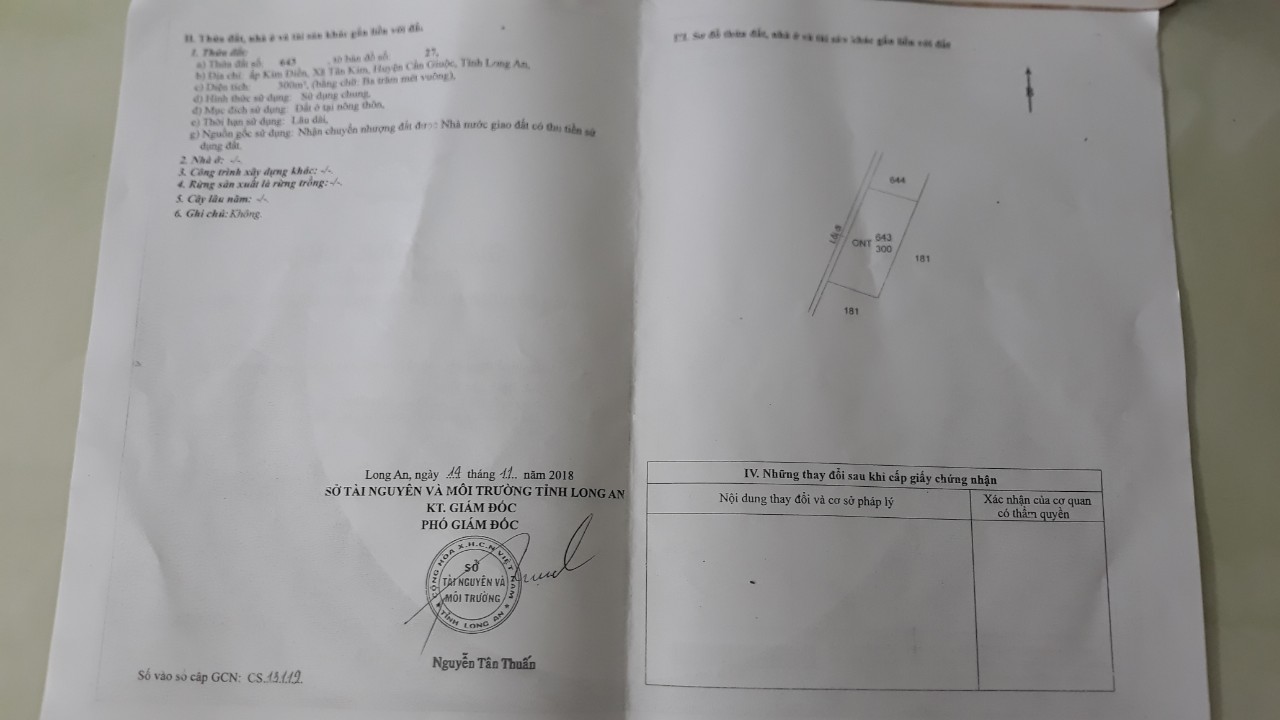 II. Thửa đất, nhà ở và tài sản khác gắn liền với đất
1. Thửa đất:
a) Thửa đất số: 643 , tờ bản đồ số: 27,
b) Địa chỉ: ấp Kim Điền, Xã Tân Kim, Huyện Cần Giuộc, Tỉnh Long An,
c) Diện tích: 300m², (bằng chữ: Ba trăm mét vuông),
d) Hình thức sử dụng: Sử dụng chung,
đ) Mục đích sử dụng: Đất ở tại nông thôn,
e) Thời hạn sử dụng: Lâu dài,
g) Nguồn gốc sử dụng: Nhận chuyển nhượng đất được Nhà nước giao đất có thu tiền sử
dụng đất.
2. Nhà ở: -/-.
3. Công trình xây dựng khác: -/-.
4. Rừng sản xuất là rừng trồng: -/-.
5. Cây lâu năm: -/-.
6. Ghi chú: Không.
Long An, ngày 19 tháng 11 năm 2018
SỞ TÀI NGUYÊN VÀ MÔI TRƯỜNG TỈNH LONG AN
KT. GIÁM ĐỐC
PHÓ GIÁM ĐỐC
CỘNG HÒA X.H.C.N VIỆT NAM
SỞ
TÀI NGUYÊN VÀ
MÔI TRƯỜNG
★ TỈNH LONG AN ★
Nguyễn Tân Thuấn
Số vào sổ cấp GCN: CS 13119
III. Sơ đồ thửa đất, nhà ở và tài sản khác gắn liền với đất
B
644
ONT 643
300
181
181
IV. Những thay đổi sau khi cấp giấy chứng nhận
Nội dung thay đổi và cơ sở pháp lý
Xác nhận của cơ quan
có thẩm quyền